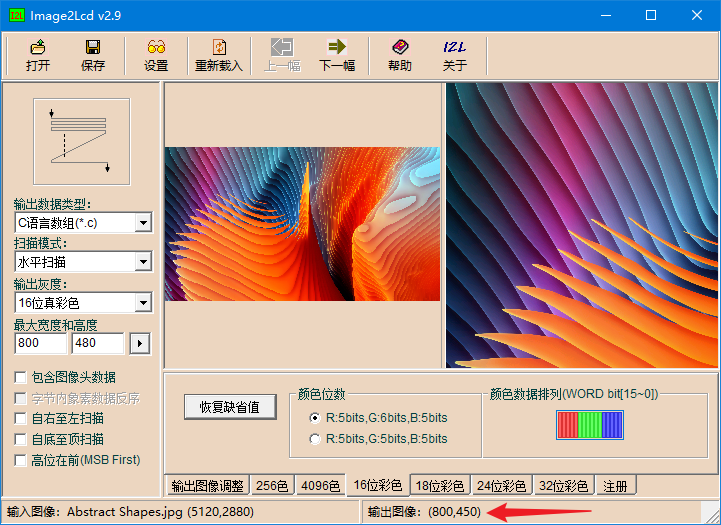 Image2Lcd v2.9
打开 保存 设置 重新载入 上一幅 下一幅 帮助 关于
输出数据类型:
C语言数组(*.c)
扫描模式:
水平扫描
输出灰度:
16位真彩色
最大宽度和高度
800 480
包含图像头数据
字节内象素数据反序
自右至左扫描
自底至顶扫描
高位在前(MSB First)
恢复缺省值
颜色位数
R:5bits,G:6bits,B:5bits
R:5bits,G:5bits,B:5bits
颜色数据排列(WORD bit[15~0])
输出图像调整 256色 4096色 16位彩色 18位彩色 24位彩色 32位彩色 注册
输入图像: Abstract Shapes.jpg (5120,2880)
输出图像: (800,450)